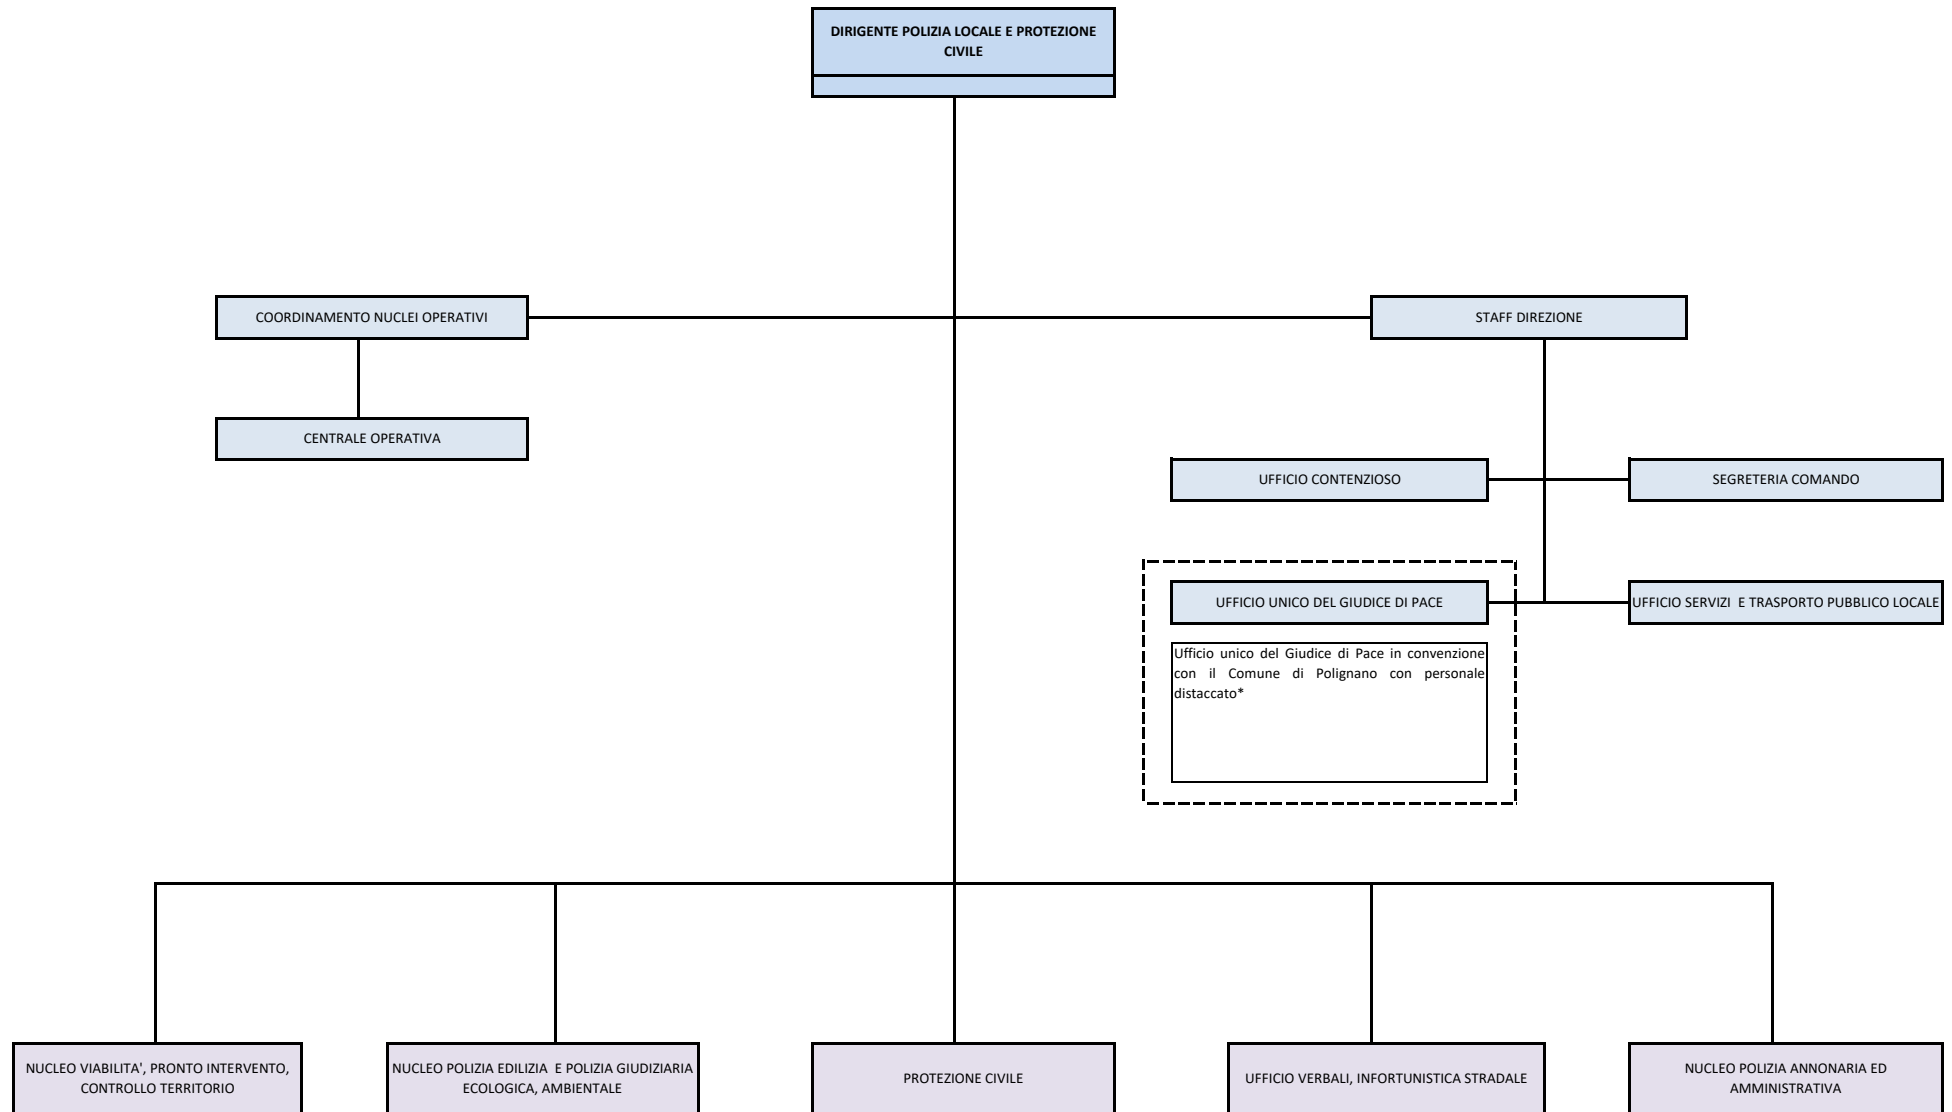 DIRIGENTE POLIZIA LOCALE E PROTEZIONE
CIVILE
COORDINAMENTO NUCLEI OPERATIVI
STAFF DIREZIONE
CENTRALE OPERATIVA
UFFICIO CONTENZIOSO
SEGRETERIA COMANDO
UFFICIO UNICO DEL GIUDICE DI PACE
UFFICIO SERVIZI  E TRASPORTO PUBBLICO LOCALE
Ufficio unico del Giudice di Pace in convenzione
con il Comune di Polignano con personale
distaccato*
NUCLEO VIABILITA', PRONTO INTERVENTO,
CONTROLLO TERRITORIO
NUCLEO POLIZIA EDILIZIA  E POLIZIA GIUDIZIARIA
ECOLOGICA, AMBIENTALE
PROTEZIONE CIVILE
UFFICIO VERBALI, INFORTUNISTICA STRADALE
NUCLEO POLIZIA ANNONARIA ED
AMMINISTRATIVA